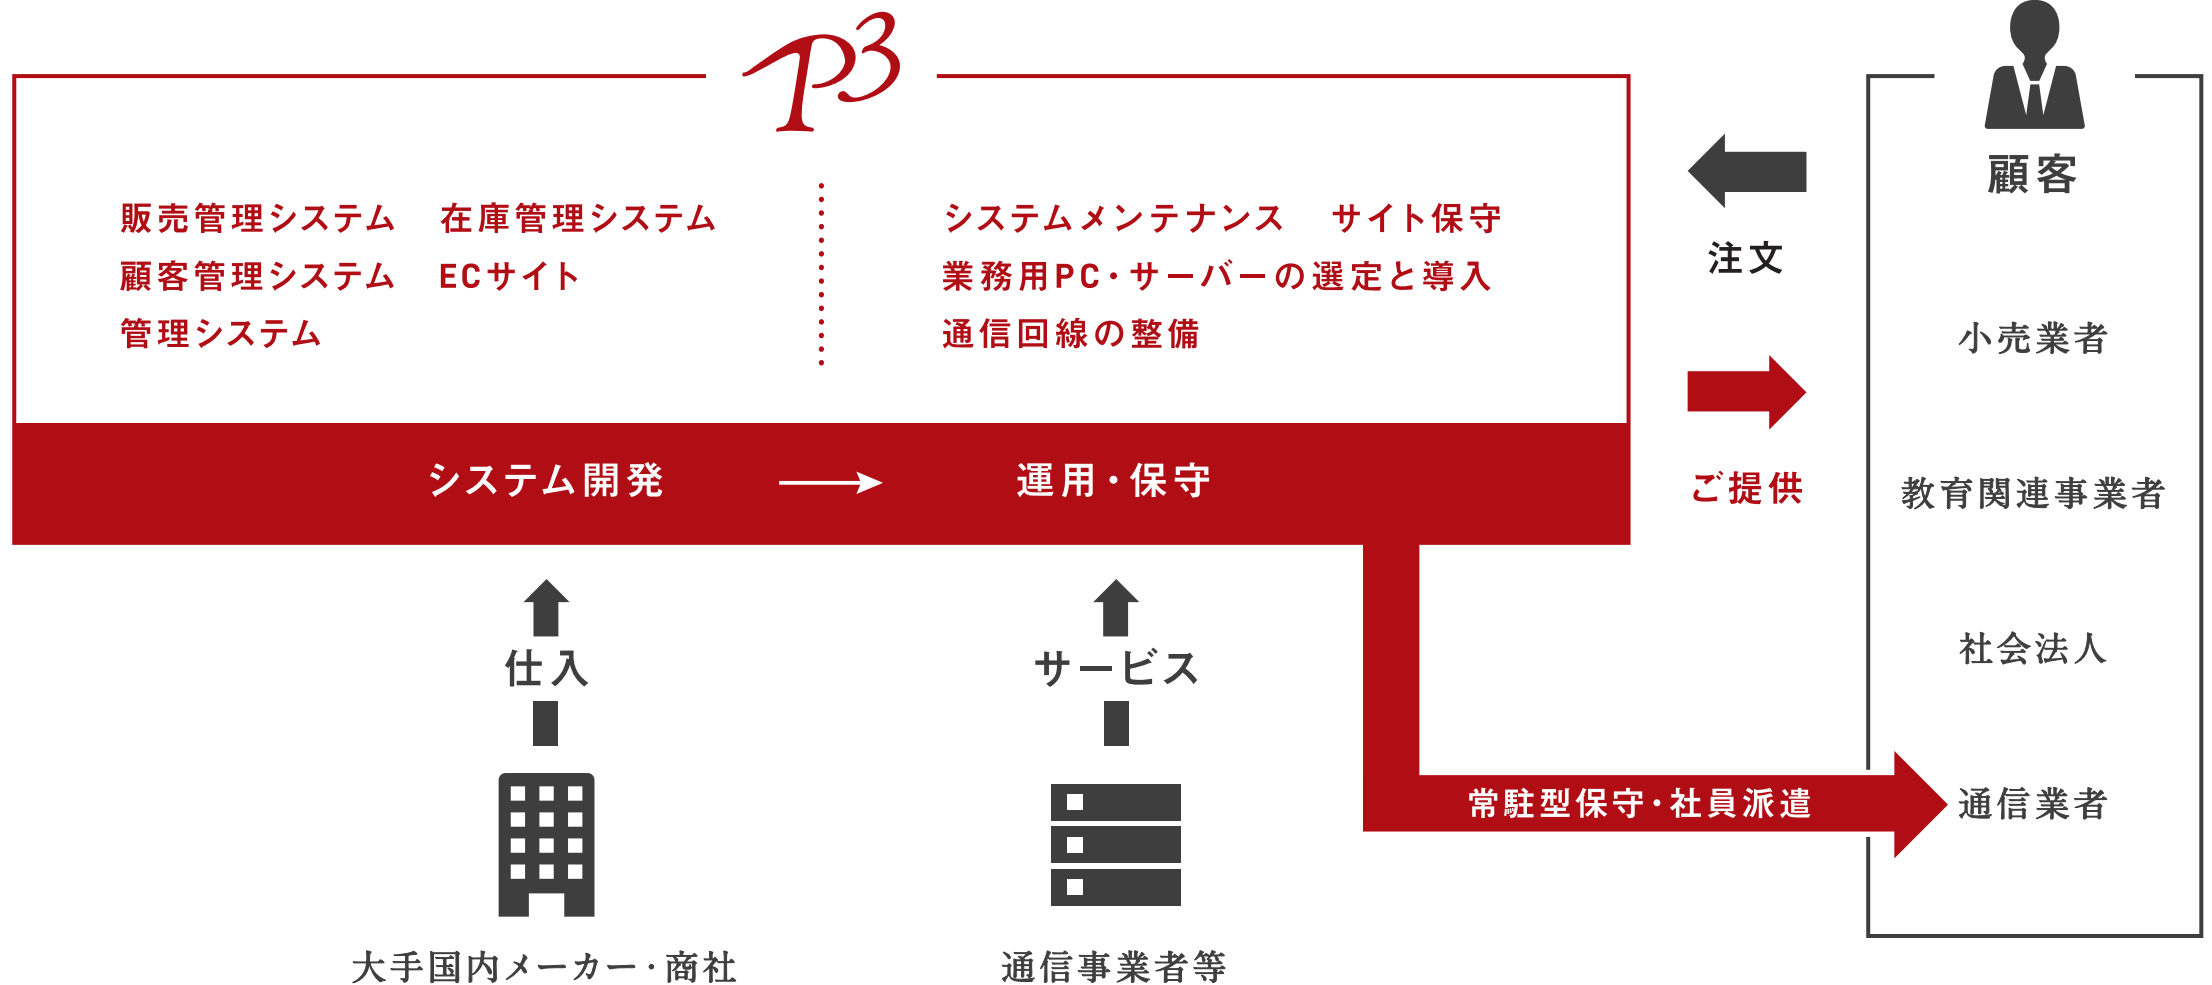 P3
販売管理システム 在庫管理システム
顧客管理システム ECサイト
管理システム
システムメンテナンス サイト保守
業務用PC・サーバーの選定と導入
通信回線の整備
システム開発
運用・保守
注文
ご提供
顧客
小売業者
教育関連事業者
社会法人
通信業者
仕入
サービス
常駐型保守・社員派遣
大手国内メーカー・商社
通信事業者等